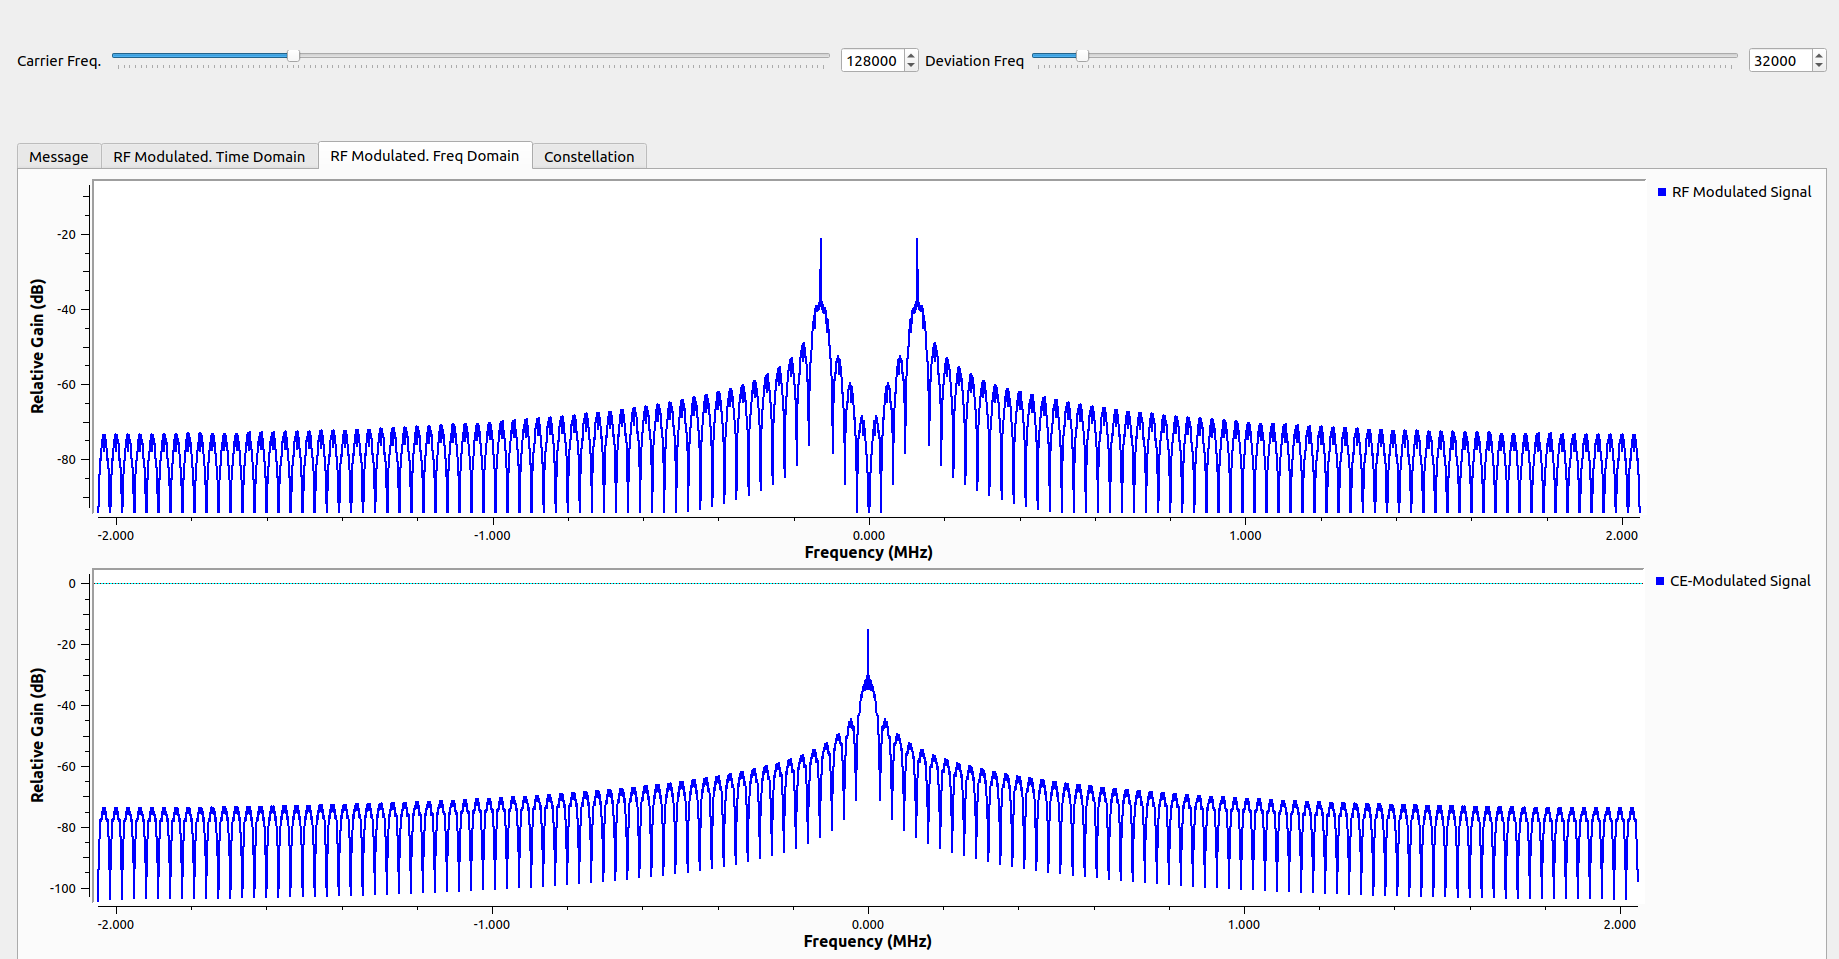 Carrier Freq. 128000 Deviation Freq 32000
Message RF Modulated. Time Domain RF Modulated. Freq Domain Constellation
RF Modulated Signal
Relative Gain (dB)
-20
-40
-60
-80
-2.000 -1.000 0.000 1.000 2.000
Frequency (MHz)
CE-Modulated Signal
Relative Gain (dB)
0
-20
-40
-60
-80
-100
-2.000 -1.000 0.000 1.000 2.000
Frequency (MHz)